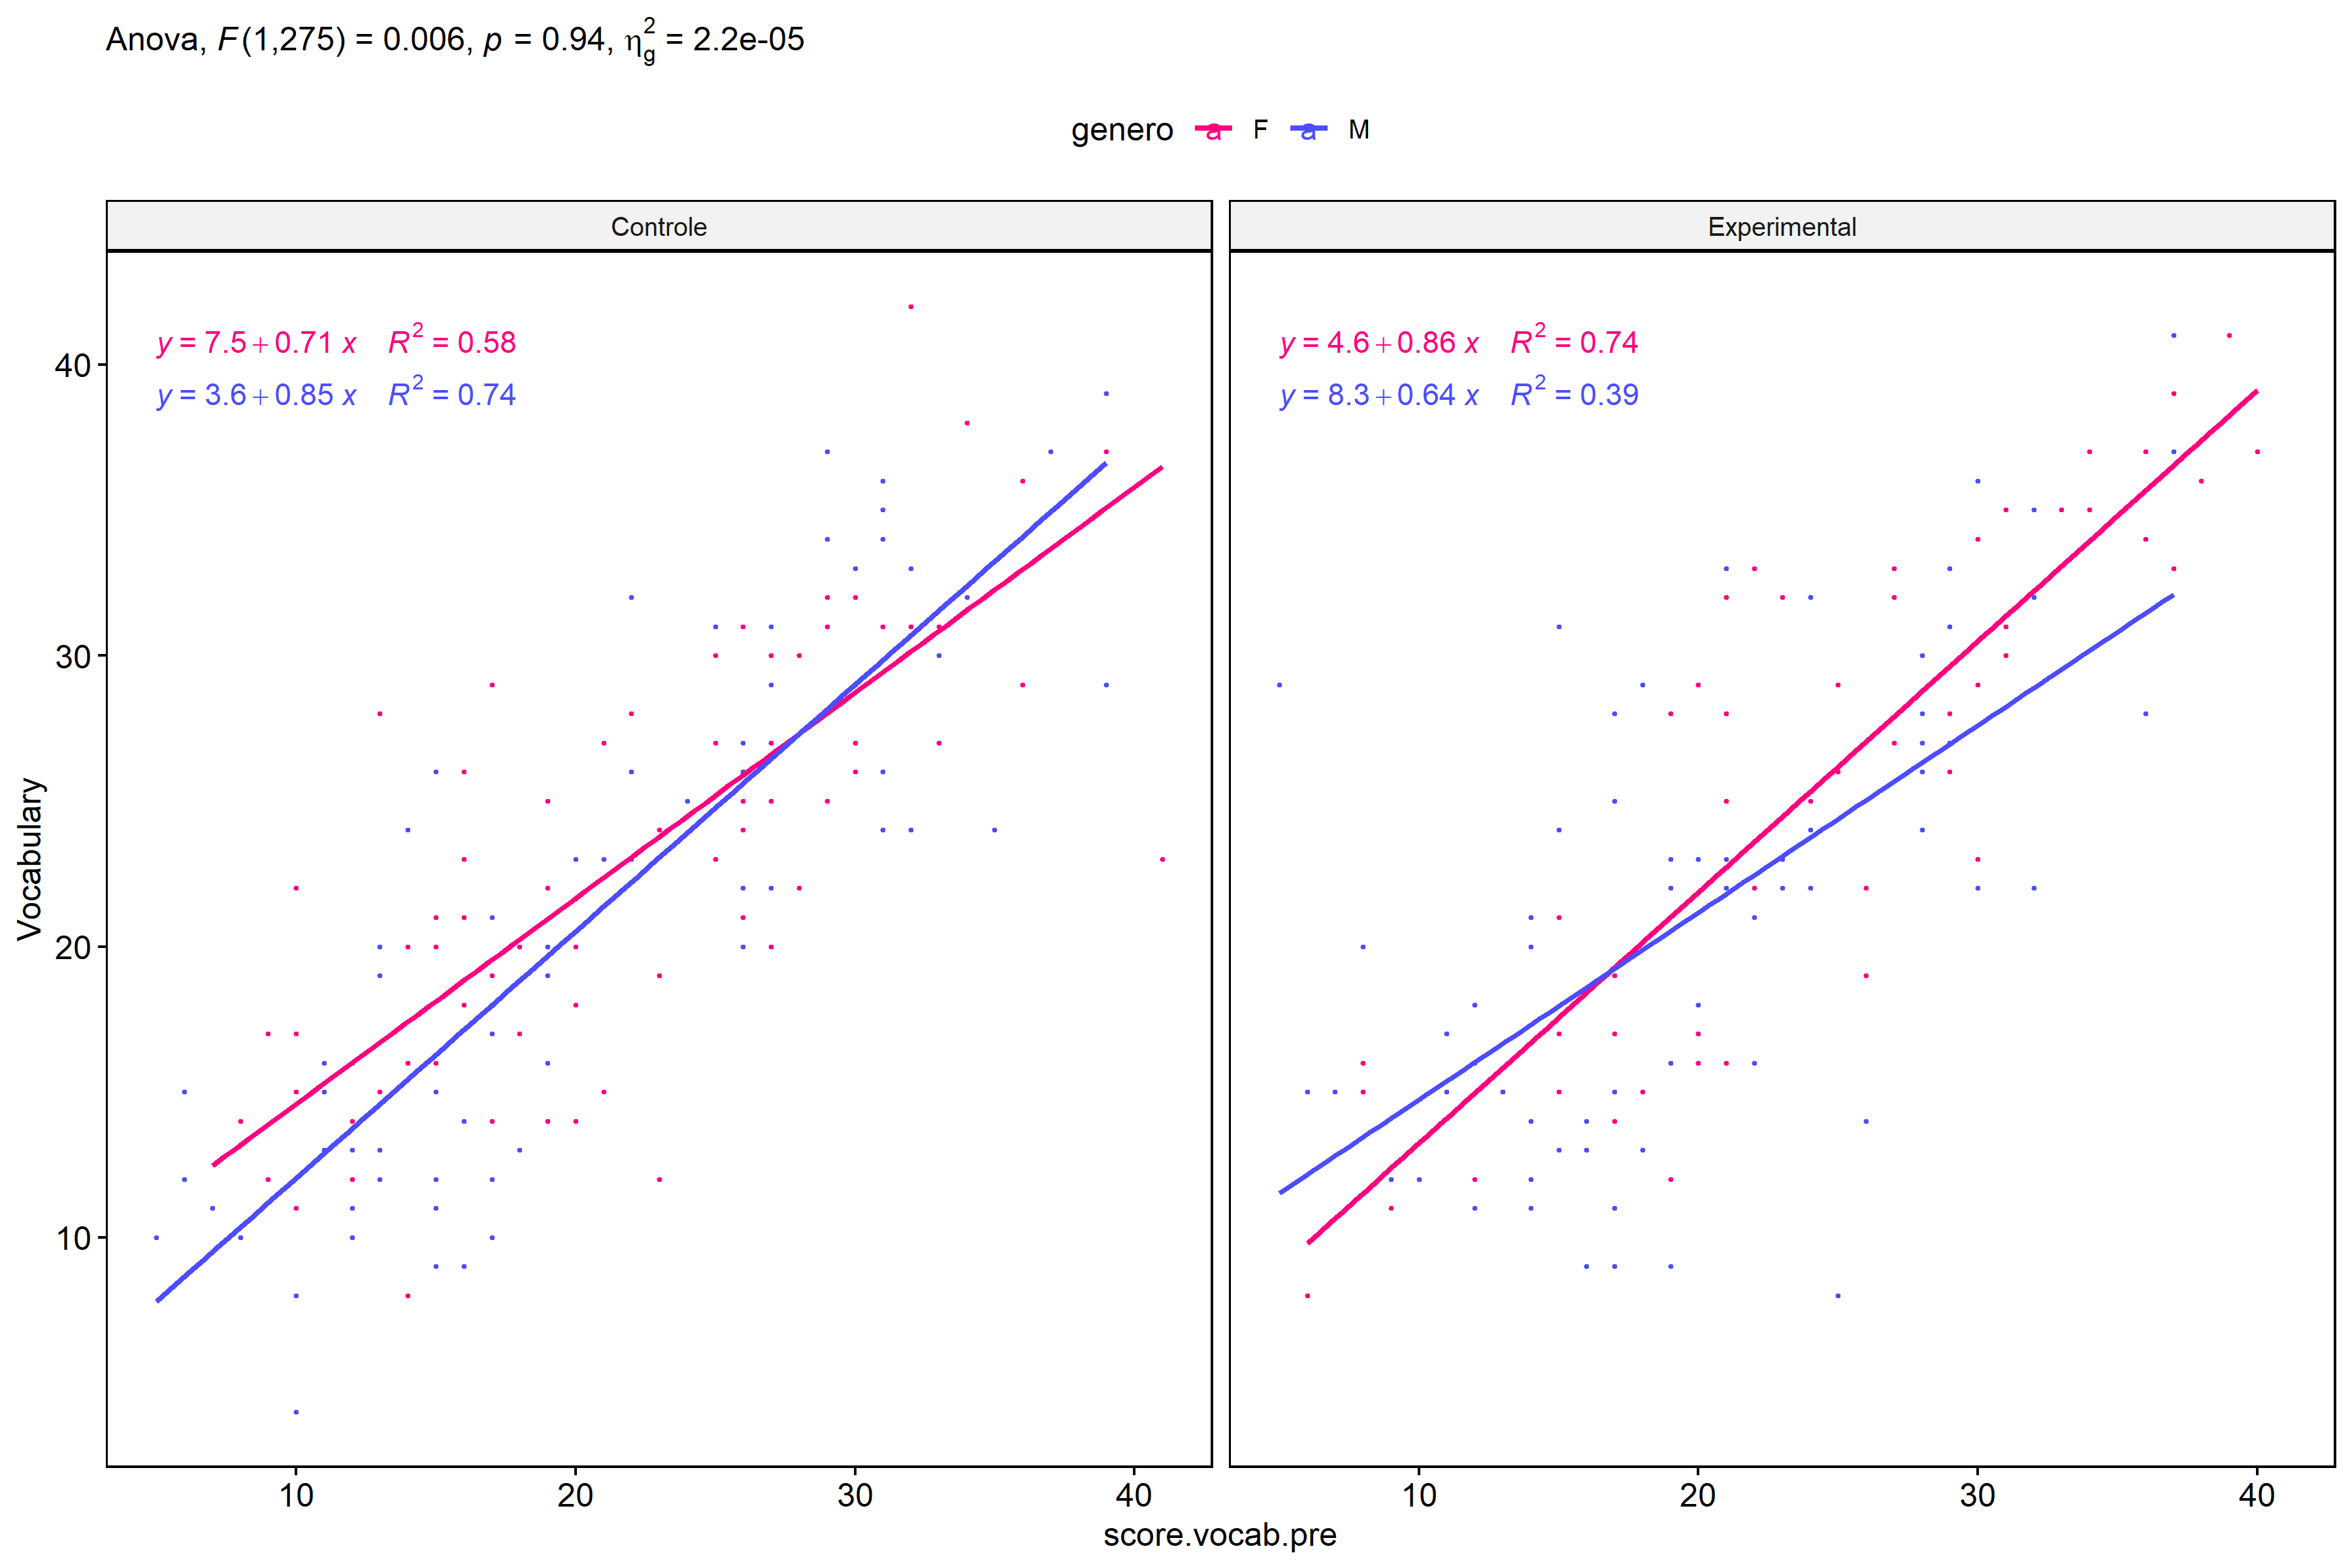 Anova, F(1,275) = 0.006, p = 0.94, η²g = 2.2e-05
genero a F a M
Controle
Experimental
y = 7.5+0.71 x R² = 0.58
y = 3.6+0.85 x R² = 0.74
y = 4.6+0.86 x R² = 0.74
y = 8.3+0.64 x R² = 0.39
Vocabulary
40
30
20
10
10 20 30 40
10 20 30 40
score.vocab.pre